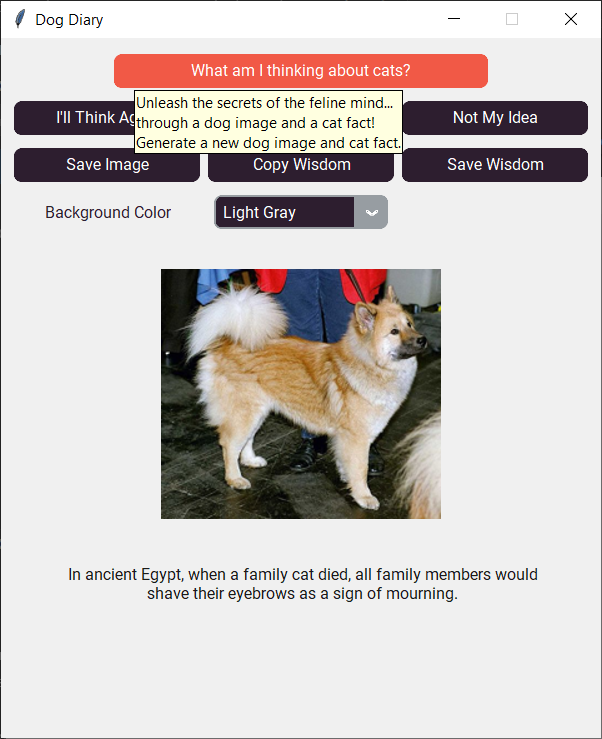 Dog Diary
What am I thinking about cats?
Unleash the secrets of the feline mind...
through a dog image and a cat fact!
Generate a new dog image and cat fact.
I'll Think Ag
Not My Idea
Save Image
Copy Wisdom
Save Wisdom
Background Color
Light Gray
In ancient Egypt, when a family cat died, all family members would
shave their eyebrows as a sign of mourning.